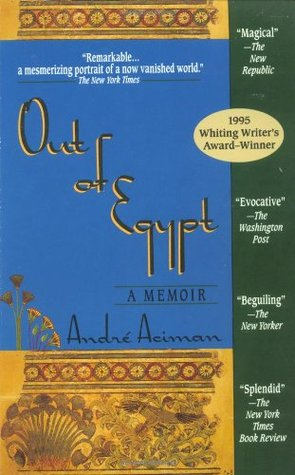 "Remarkable...
a mesmerizing portrait of a now vanished world."
The New York Times
Out
of
Egypt
A MEMOIR
André Aciman
"Magical"
—The
New
Republic
1995
Whiting Writer's
Award–Winner
"Evocative"
—The
Washington
Post
"Beguiling"
—The
New Yorker
"Splendid"
—The
New York
Times
Book Review